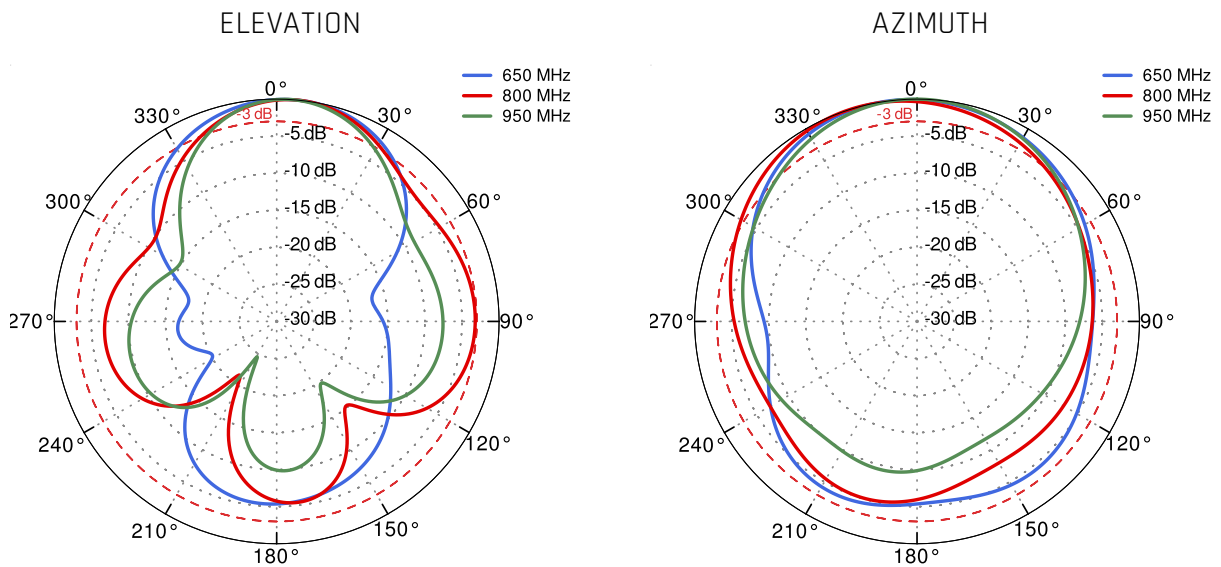 ELEVATION
650 MHz
800 MHz
950 MHz
0°
30°
60°
90°
120°
150°
180°
210°
240°
270°
300°
330°
-3 dB
-5 dB
-10 dB
-15 dB
-20 dB
-25 dB
-30 dB
AZIMUTH
650 MHz
800 MHz
950 MHz
0°
30°
60°
90°
120°
150°
180°
210°
240°
270°
300°
330°
-3 dB
-5 dB
-10 dB
-15 dB
-20 dB
-25 dB
-30 dB